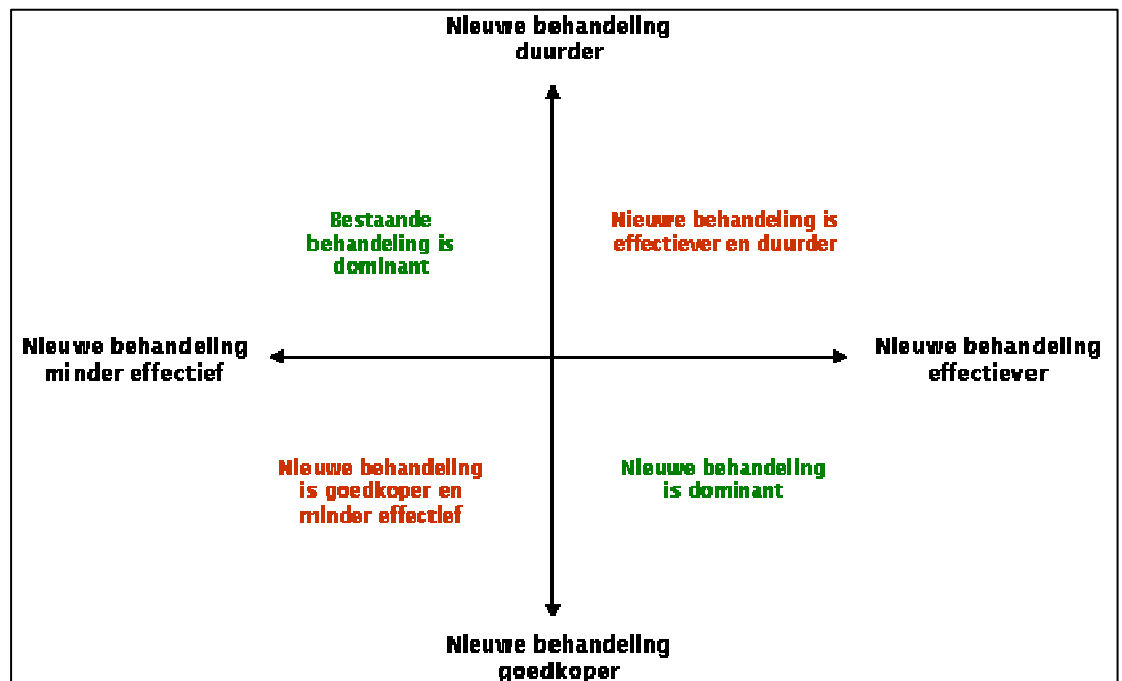 Nieuwe behandeling
duurder
Bestaande
behandeling is
dominant
Nieuwe behandeling is
effectiever en duurder
Nieuwe behandeling
minder effectief
Nieuwe behandeling
effectiever
Nieuwe behandeling
is goedkoper en
minder effectief
Nieuwe behandeling
is dominant
Nieuwe behandeling
goedkoper